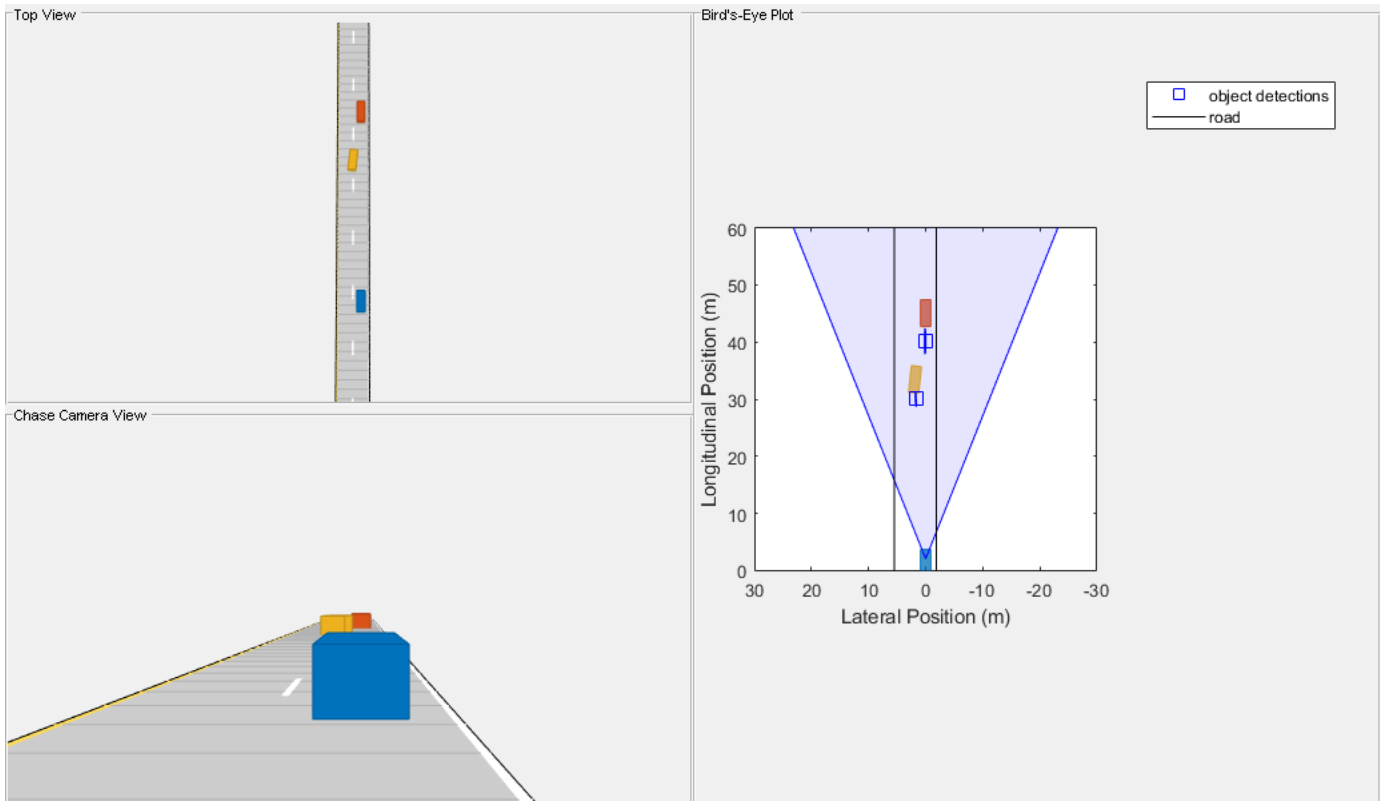 Top View
Chase Camera View
Bird's-Eye Plot
object detections
road
60
50
40
30
20
10
0
Longitudinal Position (m)
30 20 10 0 -10 -20 -30
Lateral Position (m)